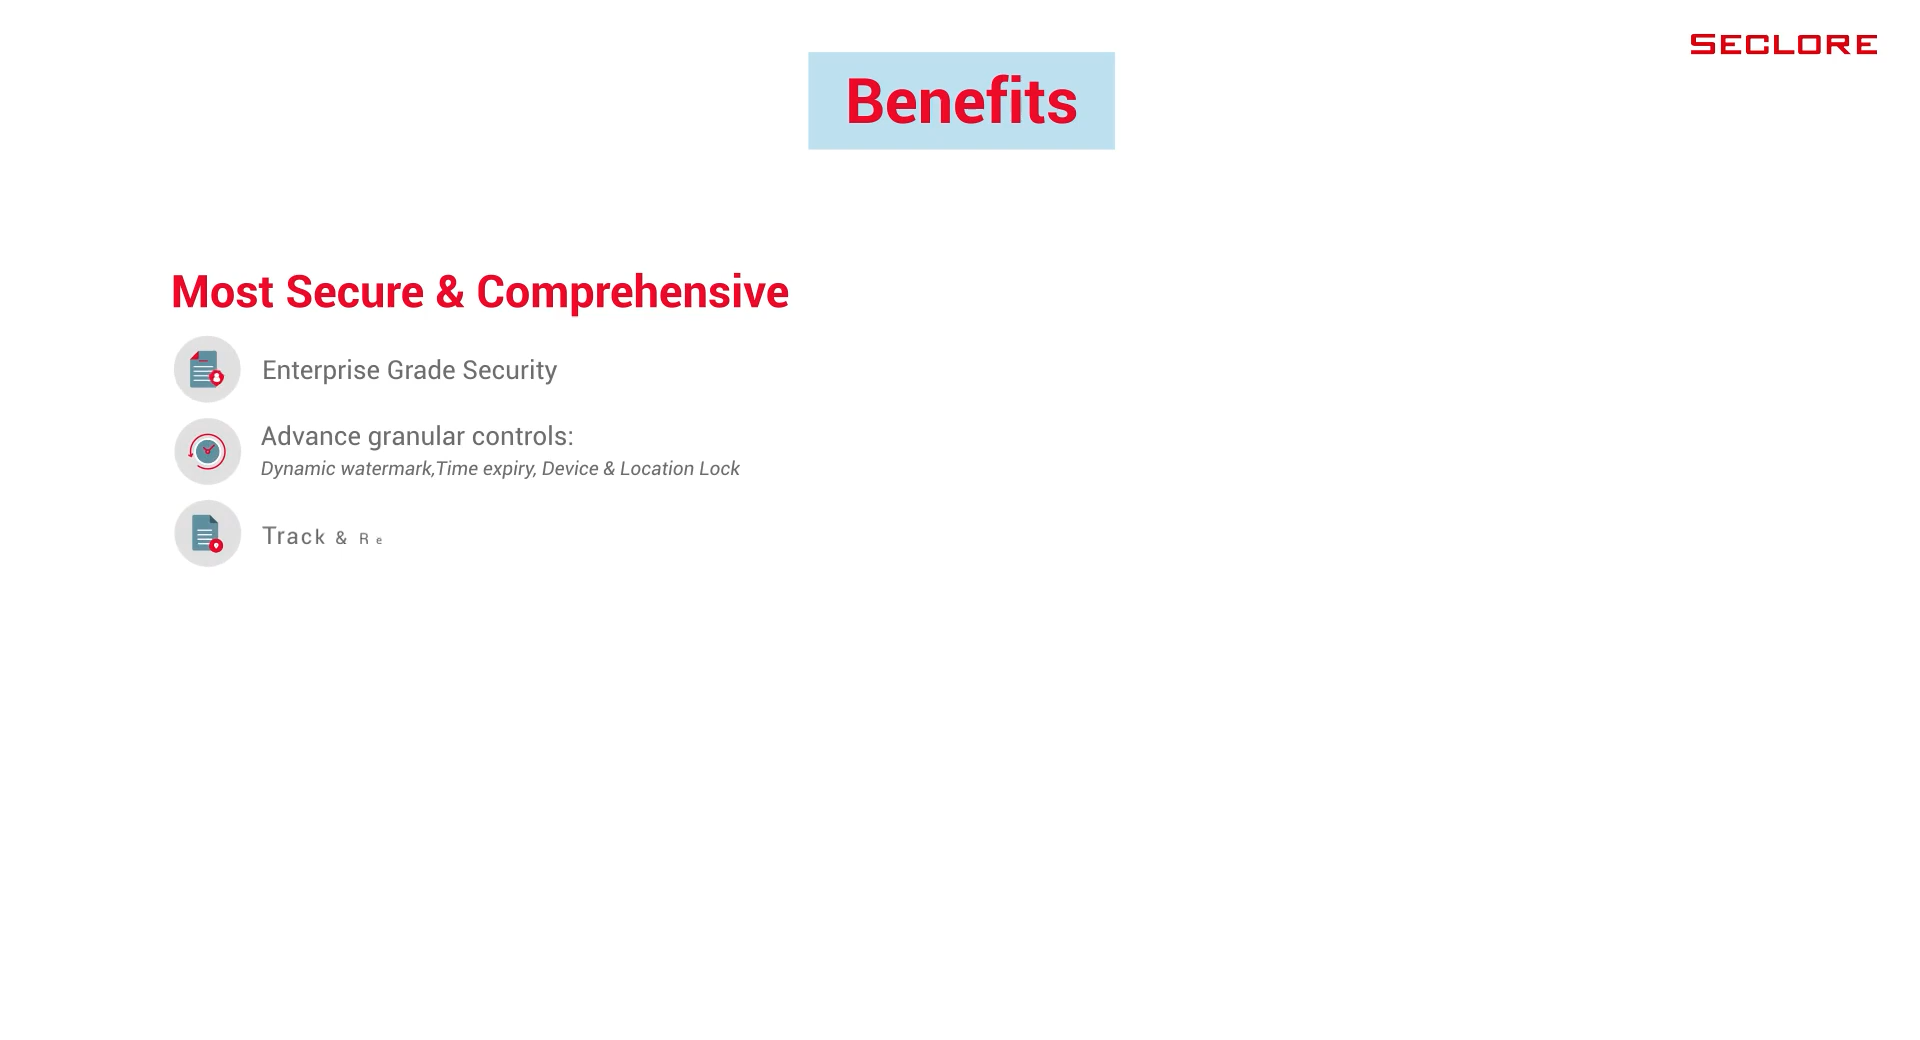 SECLORE
Benefits
Most Secure & Comprehensive
Enterprise Grade Security
Advance granular controls:
Dynamic watermark,Time expiry, Device & Location Lock
Track & Re